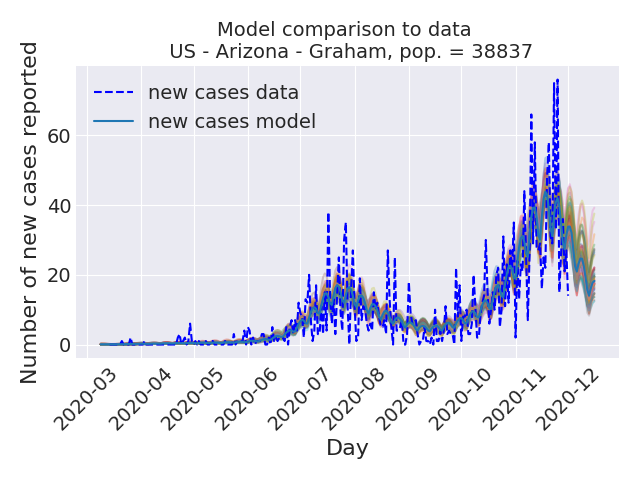 Model comparison to data
US - Arizona - Graham, pop. = 38837
Number of new cases reported
new cases data
new cases model
60
40
20
0
2020-03
2020-04
2020-05
2020-06
2020-07
2020-08
2020-09
2020-10
2020-11
2020-12
Day